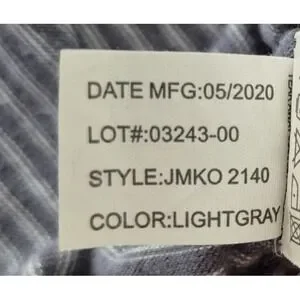 DATE MFG:05/2020
LOT#:03243-00
STYLE:JMKO 2140
COLOR:LIGHTGRAY